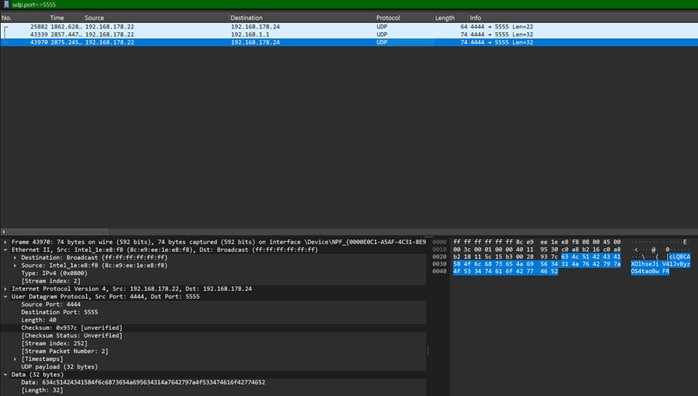 udp.port==5555
No. Time Source Destination Protocol Length Info
25882 1862.628… 192.168.178.22 192.168.178.24 UDP 64 4444 → 5555 Len=22
43339 2857.447… 192.168.178.22 192.168.1.1 UDP 74 4444 → 5555 Len=32
43970 2875.245… 192.168.178.22 192.168.178.24 UDP 74 4444 → 5555 Len=32
Frame 43970: 74 bytes on wire (592 bits), 74 bytes captured (592 bits) on interface \Device\NPF_{0000E0C1-A5AF-4C31-8E9
Ethernet II, Src: Intel_1e:e8:f8 (8c:e9:ee:1e:e8:f8), Dst: Broadcast (ff:ff:ff:ff:ff:ff)
Destination: Broadcast (ff:ff:ff:ff:ff:ff)
Source: Intel_1e:e8:f8 (8c:e9:ee:1e:e8:f8)
Type: IPv4 (0x0800)
[Stream index: 2]
Internet Protocol Version 4, Src: 192.168.178.22, Dst: 192.168.178.24
User Datagram Protocol, Src Port: 4444, Dst Port: 5555
Source Port: 4444
Destination Port: 5555
Length: 40
Checksum: 0x937c [unverified]
[Checksum Status: Unverified]
[Stream index: 252]
[Stream Packet Number: 2]
[Timestamps]
UDP payload (32 bytes)
Data (32 bytes)
Data: 634c51424341584f6c6873654a695634314a7642797a4f533474616f42774652
[Length: 32]
0000 ff ff ff ff ff ff 8c e9 ee 1e e8 f8 08 00 45 00 ········ ······E·
0010 00 3c 00 01 00 00 40 11 95 30 c0 a8 b2 16 c0 a8 ·<····@· ·0······
0020 b2 18 11 5c 15 b3 00 28 93 7c 63 4c 51 42 43 41 ···\···( ·|cLQBCA
0030 58 4f 6c 68 73 65 4a 69 56 34 31 4a 76 42 79 7a XOlhseJi V41JvByz
0040 4f 53 34 74 61 6f 42 77 46 52 OS4taoBw FR